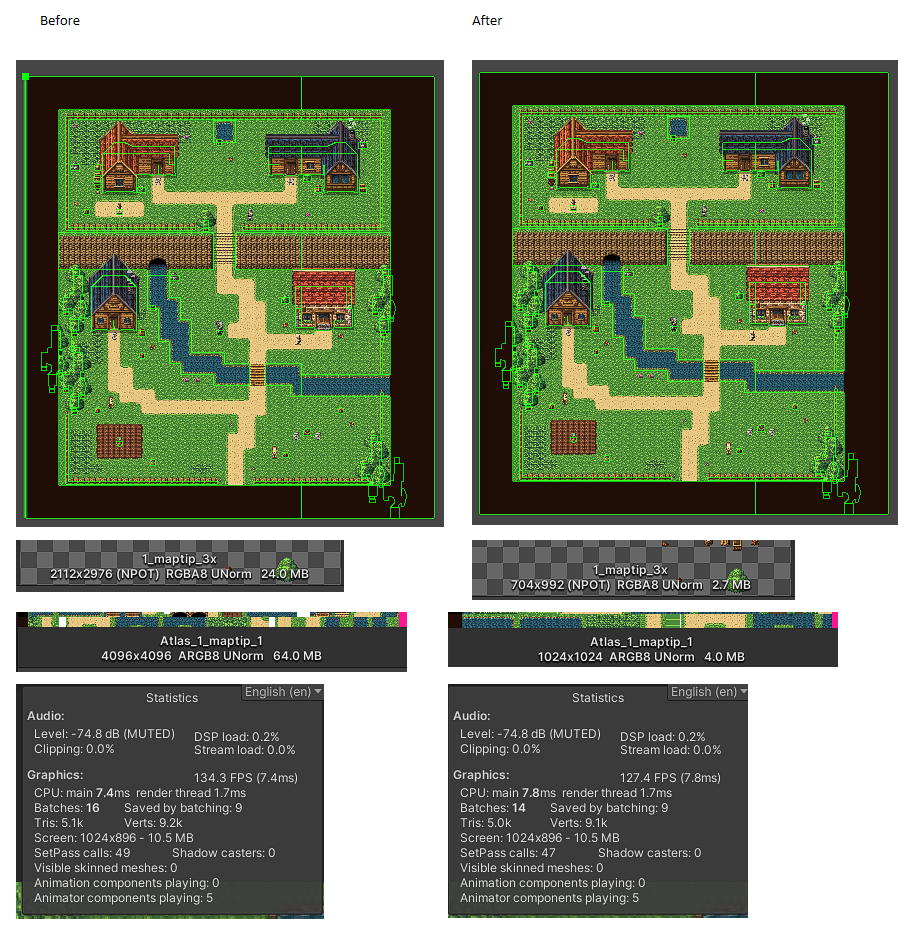 Before
After
1_maptip_3x
2112x2976 (NPOT) RGBA8 UNorm 24.0 MB
1_maptip_3x
704x992 (NPOT) RGBA8 UNorm 2.7 MB
Atlas_1_maptip_1
4096x4096 ARGB8 UNorm 64.0 MB
Atlas_1_maptip_1
1024x1024 ARGB8 UNorm 4.0 MB
Statistics
English (en)
Audio:
Level: -74.8 dB (MUTED) DSP load: 0.2%
Clipping: 0.0% Stream load: 0.0%
Graphics: 134.3 FPS (7.4ms)
CPU: main 7.4ms render thread 1.7ms
Batches: 16 Saved by batching: 9
Tris: 5.1k Verts: 9.2k
Screen: 1024x896 - 10.5 MB
SetPass calls: 49 Shadow casters: 0
Visible skinned meshes: 0
Animation components playing: 0
Animator components playing: 5
Statistics
English (en)
Audio:
Level: -74.8 dB (MUTED) DSP load: 0.2%
Clipping: 0.0% Stream load: 0.0%
Graphics: 127.4 FPS (7.8ms)
CPU: main 7.8ms render thread 1.7ms
Batches: 14 Saved by batching: 9
Tris: 5.0k Verts: 9.1k
Screen: 1024x896 - 10.5 MB
SetPass calls: 47 Shadow casters: 0
Visible skinned meshes: 0
Animation components playing: 0
Animator components playing: 5